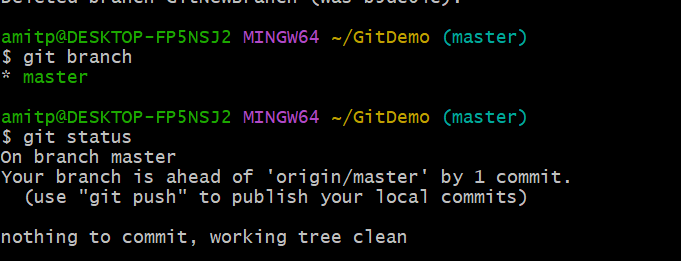 amitp@DESKTOP-FP5NSJ2 MINGW64 ~/GitDemo (master)
$ git branch
* master
amitp@DESKTOP-FP5NSJ2 MINGW64 ~/GitDemo (master)
$ git status
On branch master
Your branch is ahead of 'origin/master' by 1 commit.
  (use "git push" to publish your local commits)
nothing to commit, working tree clean